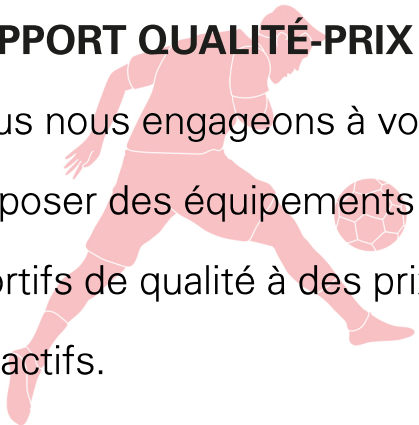 PPORT QUALITÉ-PRIX
us nous engageons à vo
poser des équipements
rtifs de qualité à des pri
actifs.